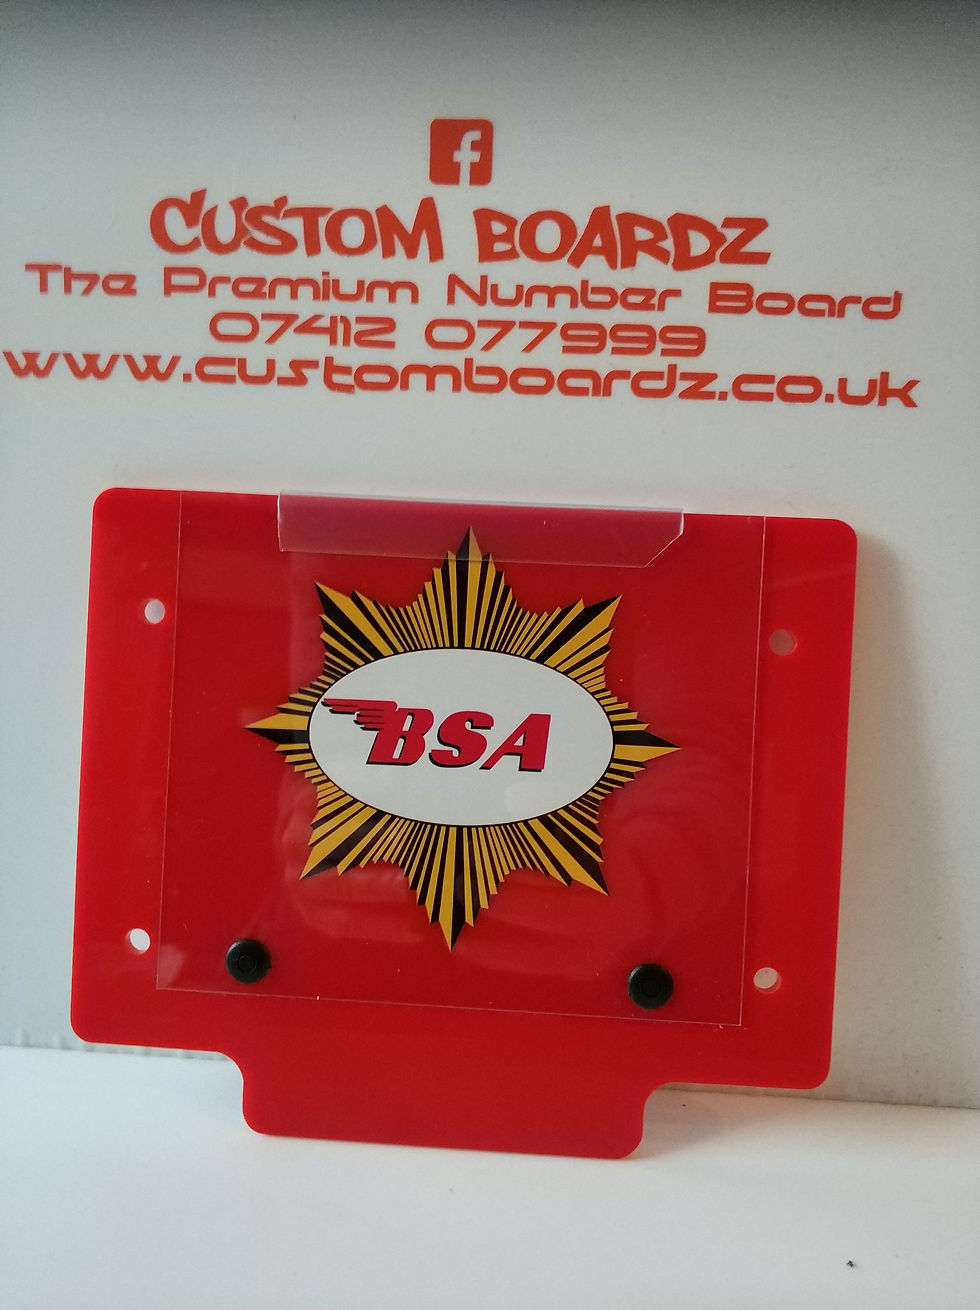 f
CUSTOM BOARDZ
The Premium Number Board
07412 077999
www.customboardz.co.uk
BSA